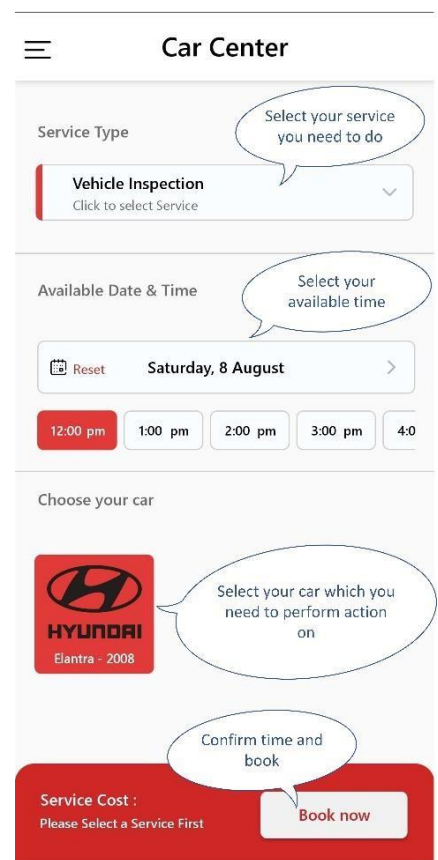 Car Center
Select your service
you need to do
Service Type
Vehicle Inspection
Click to select Service
Select your
available time
Available Date & Time
Reset Saturday, 8 August
12:00 pm 1:00 pm 2:00 pm 3:00 pm 4:0
Choose your car
HYUNDAI
Elantra - 2008
Select your car which you
need to perform action
on
Confirm time and
book
Service Cost :
Please Select a Service First
Book now